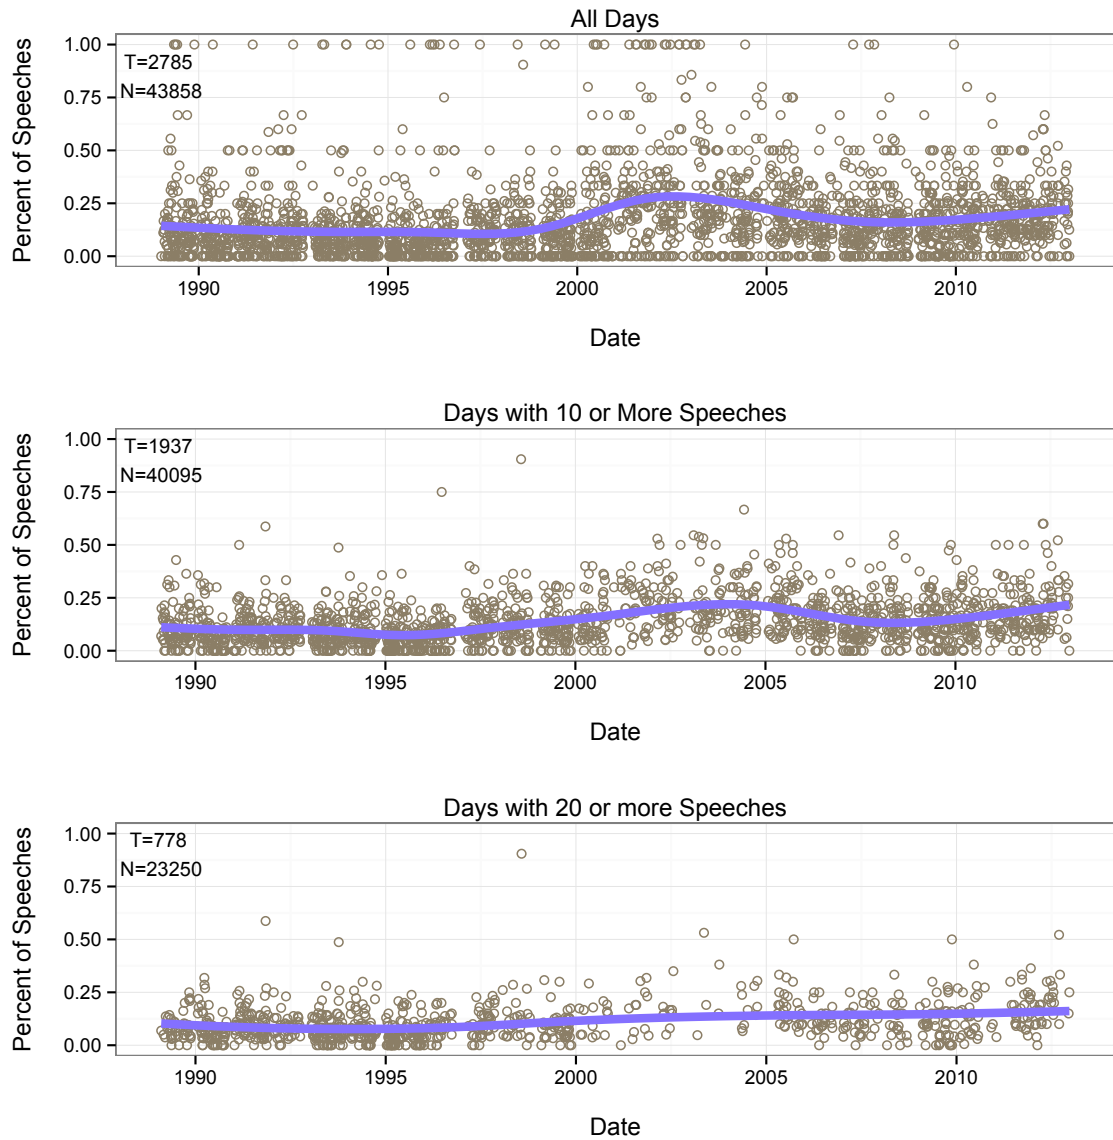 All Days
Percent of Speeches
1.00
0.75
0.50
0.25
0.00
T=2785
N=43858
1990 1995 2000 2005 2010
Date
Days with 10 or More Speeches
Percent of Speeches
1.00
0.75
0.50
0.25
0.00
T=1937
N=40095
1990 1995 2000 2005 2010
Date
Days with 20 or more Speeches
Percent of Speeches
1.00
0.75
0.50
0.25
0.00
T=778
N=23250
1990 1995 2000 2005 2010
Date